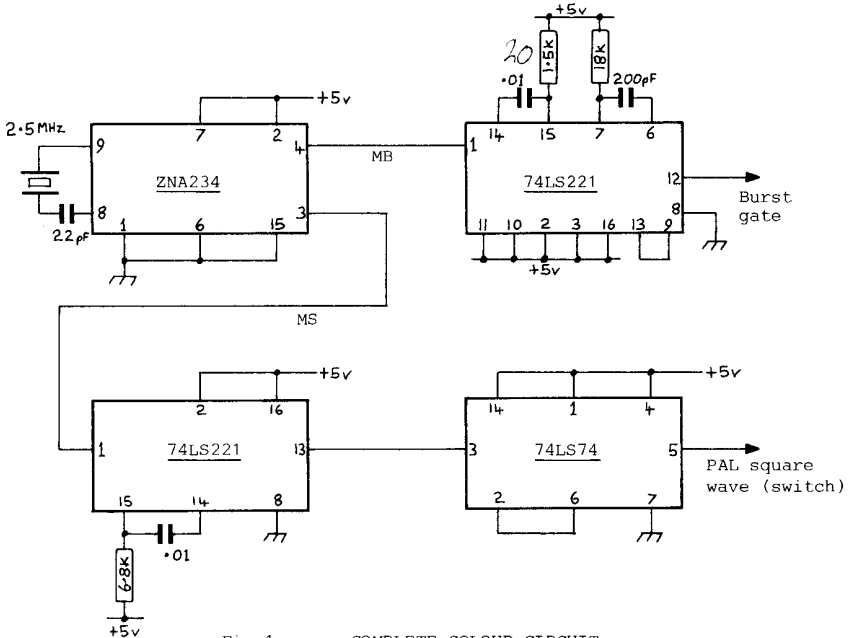 +5v
20
1.5K
18K
.01
200pF
+5v
2.5MHz
7
2
14
15
7
6
9
4
MB
1
ZNA234
74LS221
12
Burst
gate
8
3
8
22pF
1
6
15
11
10
2
3
16
13
9
+5v
MS
+5v
+5v
2
16
14
1
4
1
74LS221
13
3
74LS74
5
PAL square
wave (switch)
15
14
8
2
6
7
.01
6.8K
+5v
Fig 1. COMPLETE COLOUR CIRCUIT